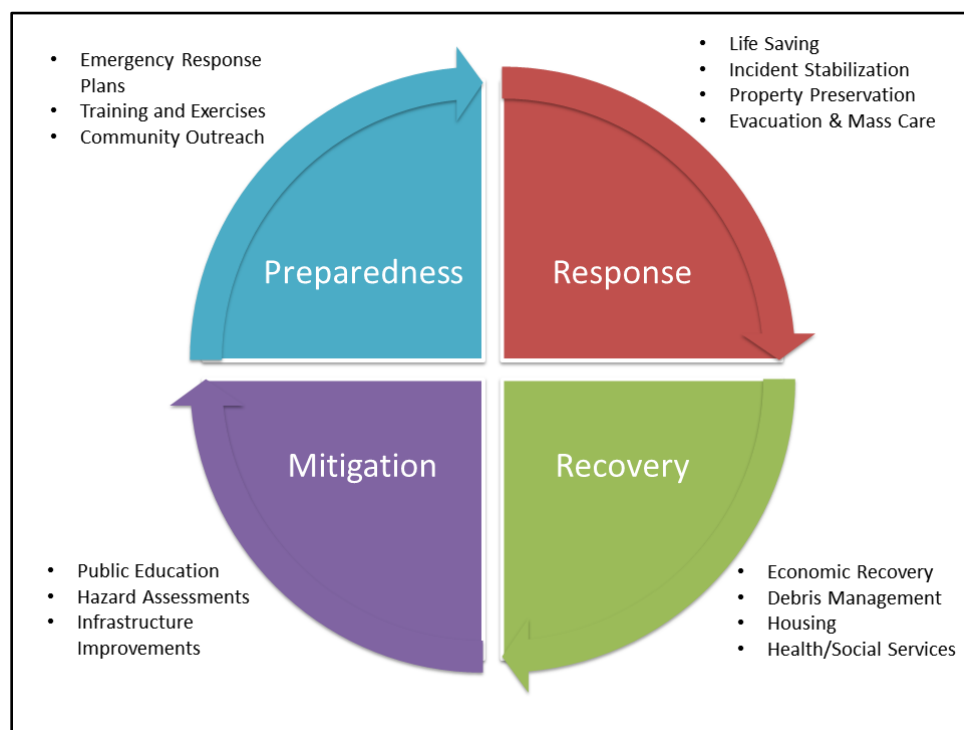 • Emergency Response
Plans
• Training and Exercises
• Community Outreach
• Life Saving
• Incident Stabilization
• Property Preservation
• Evacuation & Mass Care
Preparedness
Response
Mitigation
Recovery
• Public Education
• Hazard Assessments
• Infrastructure
Improvements
• Economic Recovery
• Debris Management
• Housing
• Health/Social Services